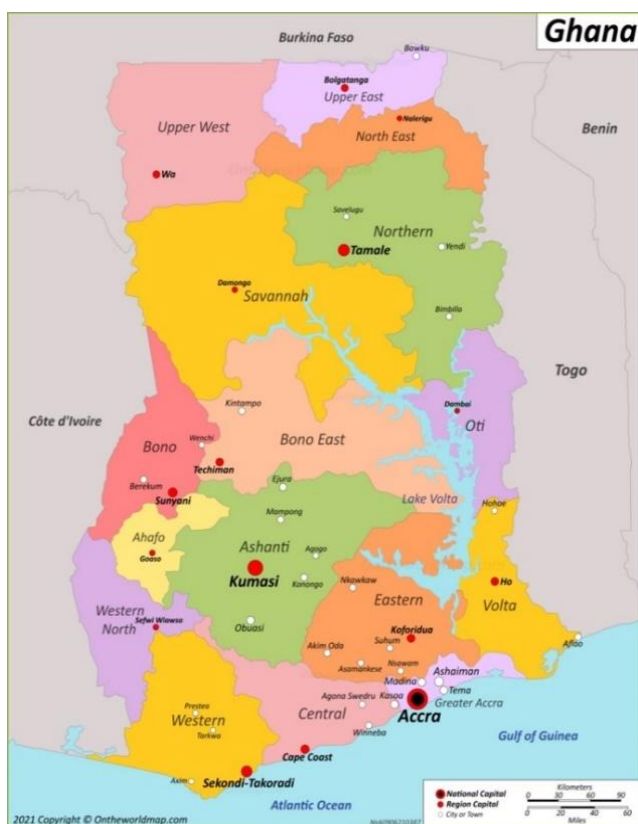 Ghana
Burkina Faso
Bawku
Bolgatanga
Upper East
Nalerigu
North East
Upper West
Benin
Wa
Savelugu
Northern
Tamale
Yendi
Damongo
Savannah
Bimbilla
Togo
Côte d'Ivoire
Dambai
Oti
Kintampo
Bono East
Bono
Wenchi
Techiman
Berekum
Sunyani
Ejura
Lake Volta
Hohoe
Mampong
Ahafo
Goaso
Ashanti
Kumasi
Agogo
Konongo
Nkawkaw
Eastern
Ho
Volta
Western North
Sefwi Wiawso
Obuasi
Koforidua
Suhum
Akim Oda
Asamankese
Nsawam
Aflao
Madina
Ashaiman
Tema
Greater Accra
Accra
Agona Swedru
Kasoa
Central
Winneba
Prestea
Western
Tarkwa
Cape Coast
Gulf of Guinea
Axim
Sekondi-Takoradi
Atlantic Ocean
National Capital
Region Capital
City or Town
Kilometers
0 30 60 90
0 20 40 60
Miles
2021 Copyright © Ontheworldmap.com